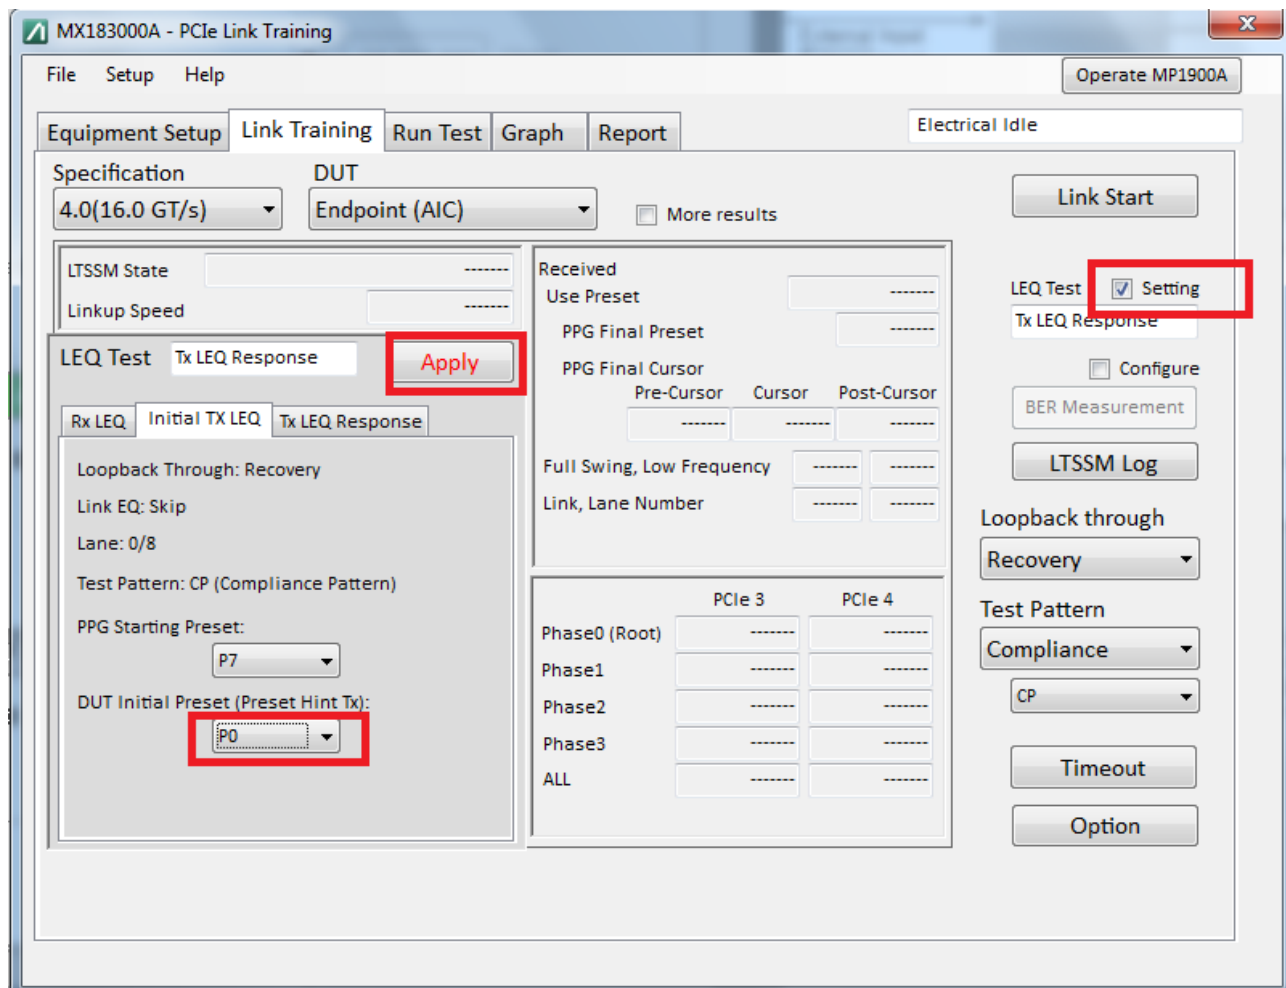 MX183000A - PCIe Link Training
X
File Setup Help
Operate MP1900A
Equipment Setup Link Training Run Test Graph Report
Electrical Idle
Specification DUT
4.0(16.0 GT/s) Endpoint (AIC)
More results
Link Start
LTSSM State -------
Linkup Speed -------
LEQ Test Tx LEQ Response Apply
Rx LEQ Initial TX LEQ Tx LEQ Response
Loopback Through: Recovery
Link EQ: Skip
Lane: 0/8
Test Pattern: CP (Compliance Pattern)
PPG Starting Preset:
P7
DUT Initial Preset (Preset Hint Tx):
P0
Received
Use Preset -------
PPG Final Preset -------
PPG Final Cursor
Pre-Cursor Cursor Post-Cursor
------- ------- -------
Full Swing, Low Frequency ------- -------
Link, Lane Number ------- -------
PCIe 3 PCIe 4
Phase0 (Root) ------- -------
Phase1 ------- -------
Phase2 ------- -------
Phase3 ------- -------
ALL ------- -------
LEQ Test Setting
Tx LEQ Response
Configure
BER Measurement
LTSSM Log
Loopback through
Recovery
Test Pattern
Compliance
CP
Timeout
Option